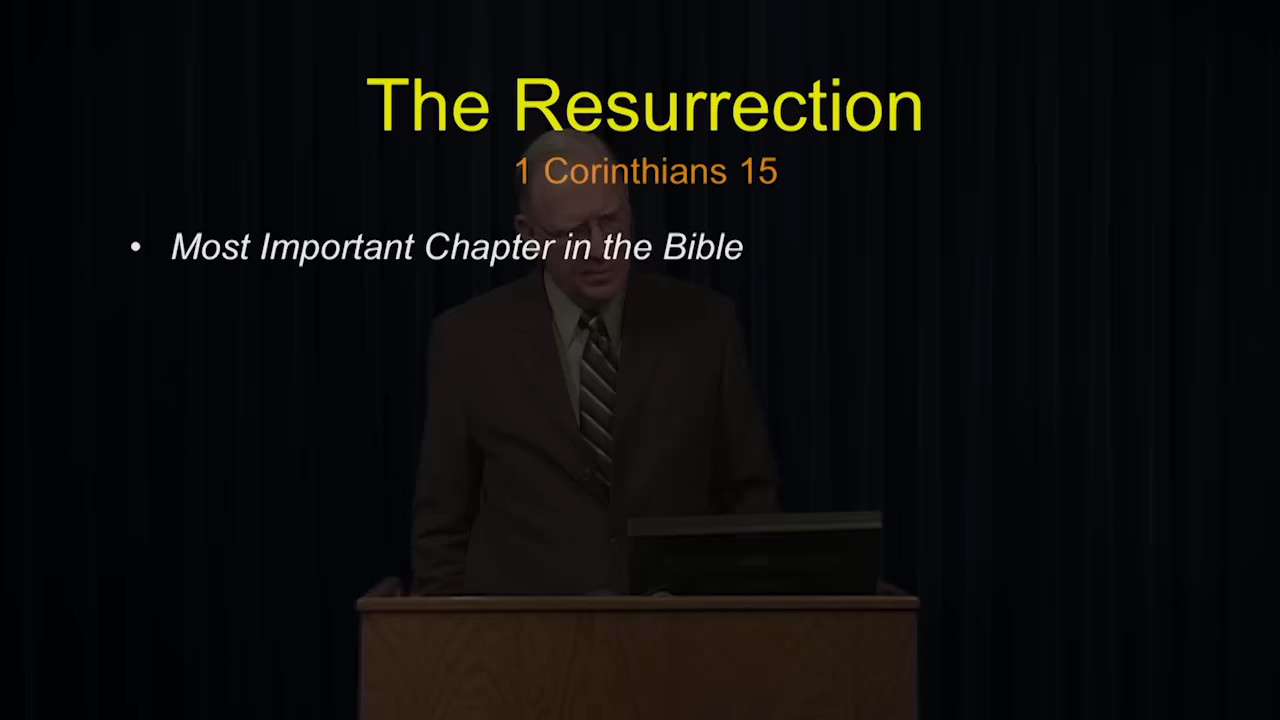 The Resurrection
1 Corinthians 15
• Most Important Chapter in the Bible